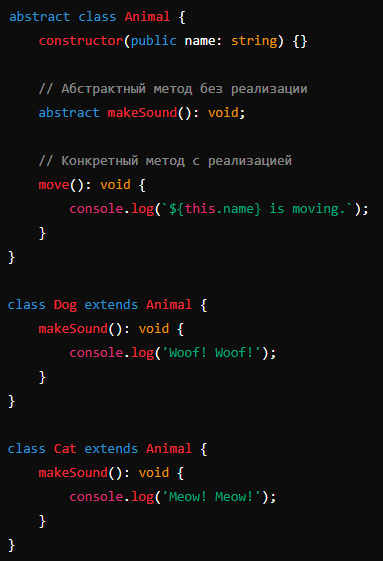 abstract class Animal {
    constructor(public name: string) {}

    // Абстрактный метод без реализации
    abstract makeSound(): void;

    // Конкретный метод с реализацией
    move(): void {
        console.log(`${this.name} is moving.`);
    }
}

class Dog extends Animal {
    makeSound(): void {
        console.log('Woof! Woof!');
    }
}

class Cat extends Animal {
    makeSound(): void {
        console.log('Meow! Meow!');
    }
}